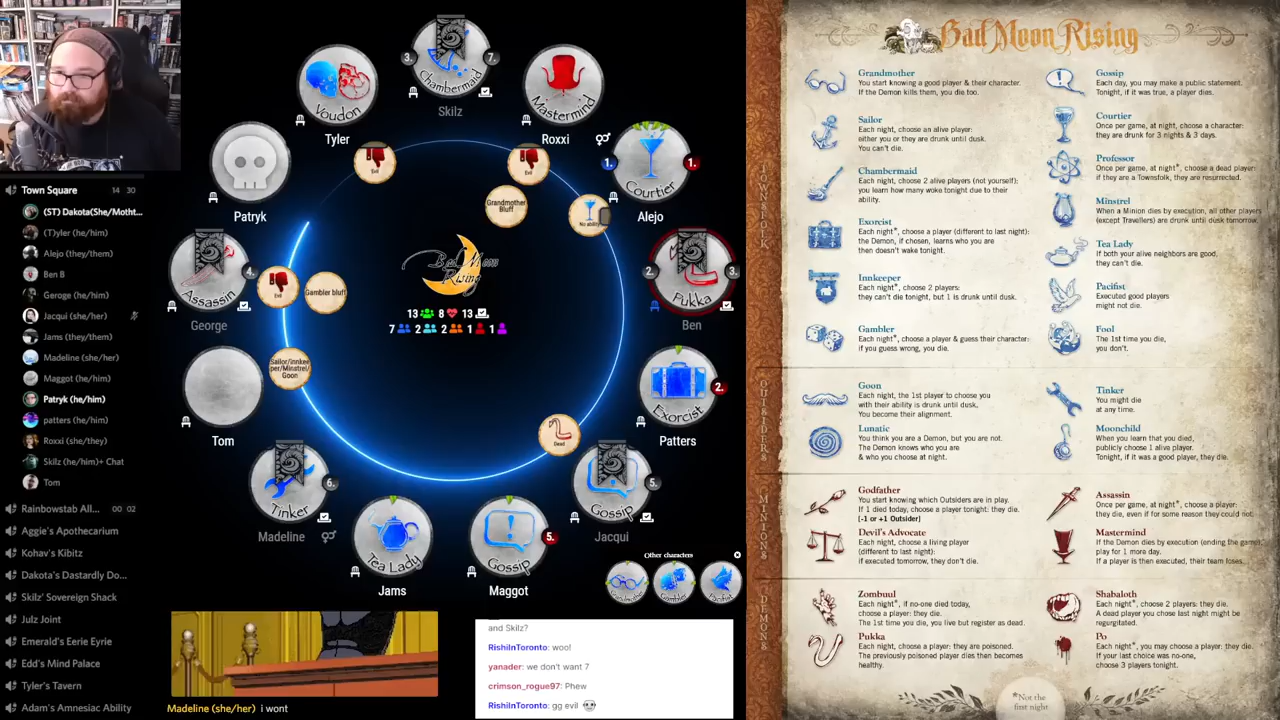 Town Square 14 30
(ST) Dakota(She/Motht...
(T)yler (he/him)
Alejo (they/them)
Ben B
Geroge (he/him)
Jacqui (she/her)
Jams (they/them)
Madeline (she/her)
Maggot (he/him)
Patryk (he/him)
patters (he/him)
Roxxi (she/they)
Skilz (he/him)+ Chat
Tom
Rainbowstab All... 00 02
Aggie's Apothecarium
Kohav's Kibitz
Dakota's Dastardly Do...
Skilz' Sovereign Shack
Julz Joint
Emerald's Eerie Eyrie
Edd's Mind Palace
Tyler's Tavern
Adam's Amnesiac Ability
Voudon
Tyler
3.
7.
Chambermaid
Skilz
Mastermind
Roxxi
1.
1.
Courtier
Alejo
2.
3.
Pukka
Ben
2.
Exorcist
Patters
5.
Gossip
Jacqui
5.
Gossip
Maggot
Tea Lady
Jams
6.
Tinker
Madeline
Tom
4.
Assassin
George
Patryk
Evil
Evil
Grandmother
Bluff
No ability
Evil
Gambler bluff
Sailor/innkee
per/Minstrel/
Goon
Dead
Bad Moon
Rising
13 8 13
7 2 2 1 1
Other characters
Madeline (she/her) i wont
and Skilz?
RishiInToronto: woo!
yanader: we don't want 7
crimson_rogue97: Phew
RishiInToronto: gg evil
Bad Moon Rising
TOWNSFOLK
Grandmother
You start knowing a good player & their character.
If the Demon kills them, you die too.
Sailor
Each night, choose an alive player:
either you or they are drunk until dusk.
You can't die.
Chambermaid
Each night, choose 2 alive players (not yourself):
you learn how many woke tonight due to their
ability.
Exorcist
Each night*, choose a player (different to last night):
the Demon, if chosen, learns who you are
then doesn't wake tonight.
Innkeeper
Each night*, choose 2 players:
they can't die tonight, but 1 is drunk until dusk.
Gambler
Each night*, choose a player & guess their character:
if you guess wrong, you die.
Gossip
Each day, you may make a public statement.
Tonight, if it was true, a player dies.
Courtier
Once per game, at night, choose a character:
they are drunk for 3 nights & 3 days.
Professor
Once per game, at night*, choose a dead player:
if they are a Townsfolk, they are resurrected.
Minstrel
When a Minion dies by execution, all other players
(except Travellers) are drunk until dusk tomorrow.
Tea Lady
If both your alive neighbors are good,
they can't die.
Pacifist
Executed good players
might not die.
Fool
The 1st time you die,
you don't.
OUTSIDERS
Goon
Each night, the 1st player to choose you
with their ability is drunk until dusk,
You become their alignment.
Lunatic
You think you are a Demon, but you are not.
The Demon knows who you are
& who you choose at night.
Tinker
You might die
at any time.
Moonchild
When you learn that you died,
publicly choose 1 alive player.
Tonight, if it was a good player, they die.
MINIONS
Godfather
You start knowing which Outsiders are in play.
If 1 died today, choose a player tonight: they die.
[-1 or +1 Outsider]
Devil's Advocate
Each night, choose a living player
(different to last night):
if executed tomorrow, they don't die.
Assassin
Once per game, at night*, choose a player:
they die, even if for some reason they could not.
Mastermind
If the Demon dies by execution (ending the game),
play for 1 more day.
If a player is then executed, their team loses.
DEMONS
Zombuul
Each night*, if no-one died today,
choose a player: they die.
The 1st time you die, you live but register as dead.
Pukka
Each night, choose a player: they are poisoned.
The previously poisoned player dies then becomes
healthy.
Shabaloth
Each night*, choose 2 players: they die.
A dead player you chose last night might be
regurgitated.
Po
Each night*, you may choose a player: they die.
If your last choice was no-one,
choose 3 players tonight.
*Not the
first night